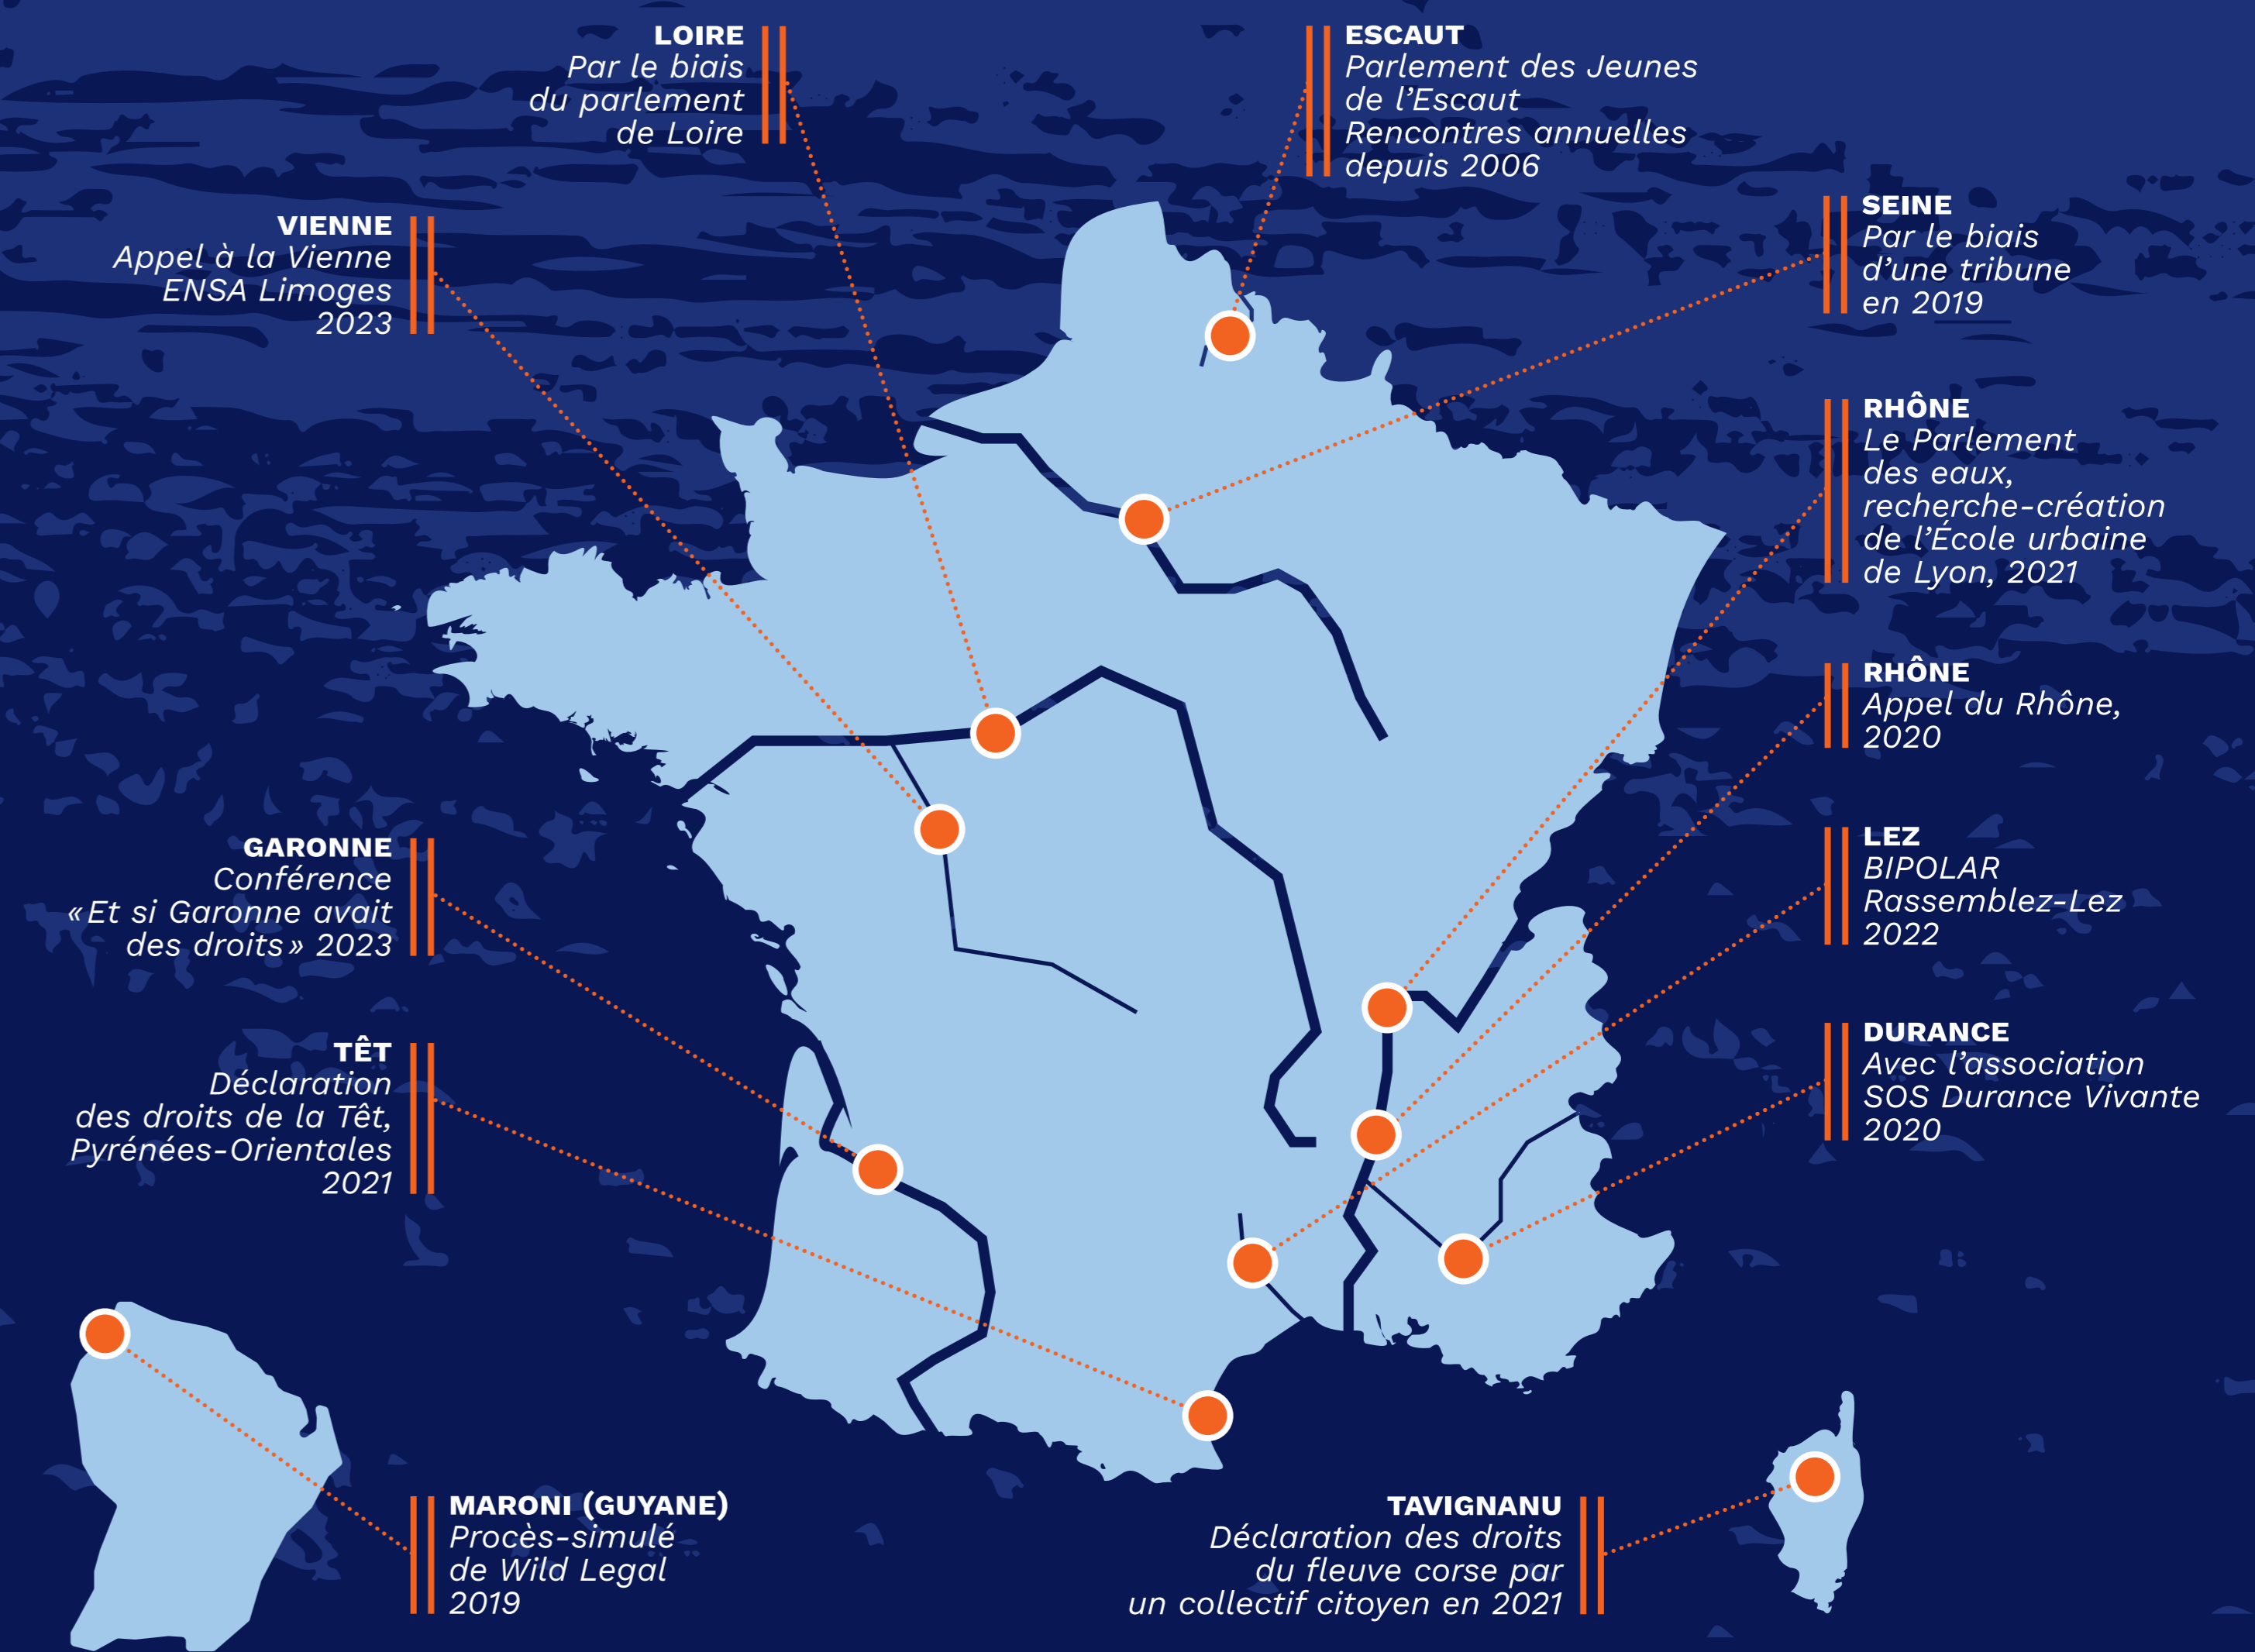 LOIRE
Par le biais
du parlement
de Loire
ESCAUT
Parlement des Jeunes
de l’Escaut
Rencontres annuelles
depuis 2006
SEINE
Par le biais
d’une tribune
en 2019
VIENNE
Appel à la Vienne
ENSA Limoges
2023
RHÔNE
Le Parlement
des eaux,
recherche-création
de l’École urbaine
de Lyon, 2021
RHÔNE
Appel du Rhône,
2020
GARONNE
Conférence
« Et si Garonne avait
des droits » 2023
LEZ
BIPOLAR
Rassemblez-Lez
2022
TÊT
Déclaration
des droits de la Têt,
Pyrénées-Orientales
2021
DURANCE
Avec l’association
SOS Durance Vivante
2020
MARONI (GUYANE)
Procès-simulé
de Wild Legal
2019
TAVIGNANU
Déclaration des droits
du fleuve corse par
un collectif citoyen en 2021